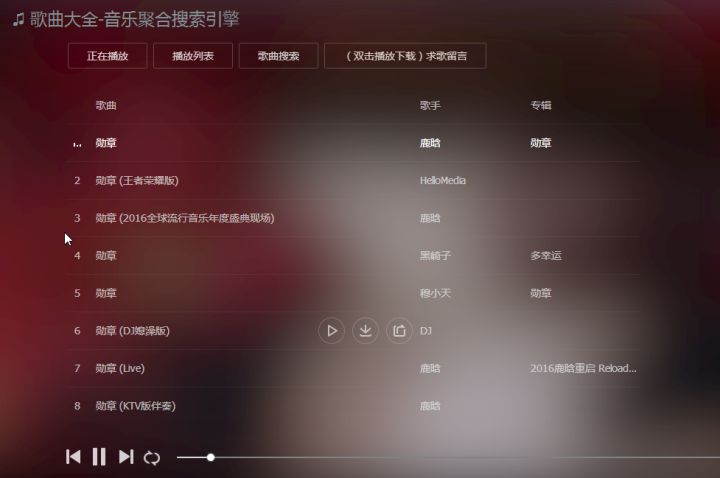 歌曲大全-音乐聚合搜索引擎
正在播放 播放列表 歌曲搜索 （双击播放下载）求歌留言
歌曲 歌手 专辑
勋章 鹿晗 勋章
2 勋章 (王者荣耀版) HelloMedia
3 勋章 (2016全球流行音乐年度盛典现场) 鹿晗
4 勋章 黑崎子 多幸运
5 勋章 穆小天 勋章
6 勋章 (DJ嫂澡版) DJ
7 勋章 (Live) 鹿晗 2016鹿晗重启 Reload...
8 勋章 (KTV版伴奏) 鹿晗